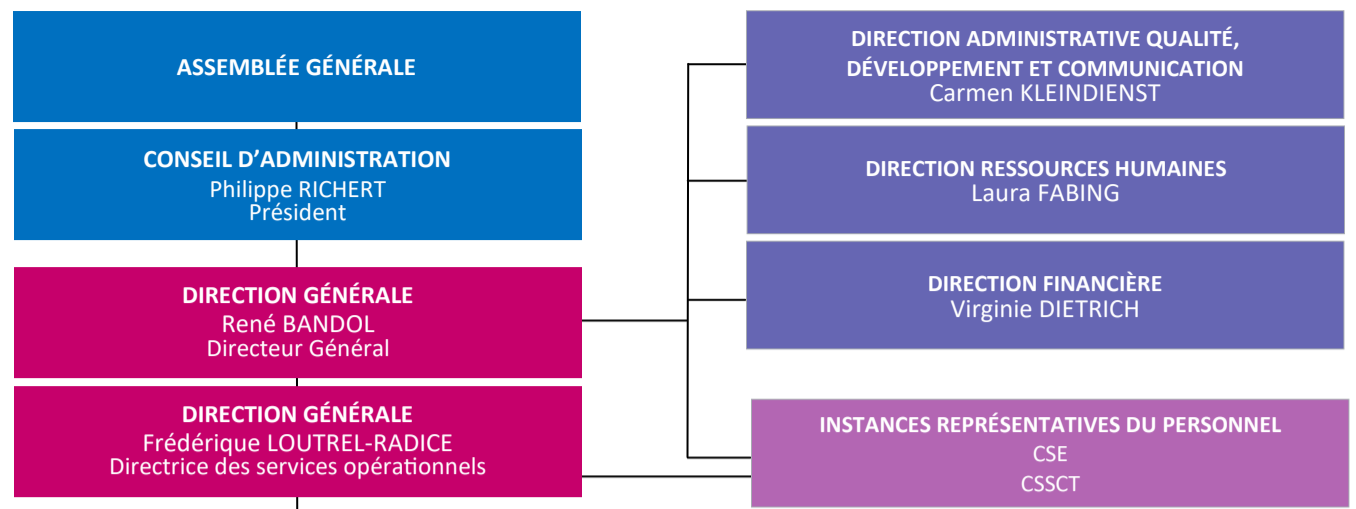 ASSEMBLÉE GÉNÉRALE
CONSEIL D’ADMINISTRATION
Philippe RICHERT
Président
DIRECTION GÉNÉRALE
René BANDOL
Directeur Général
DIRECTION GÉNÉRALE
Frédérique LOUTREL-RADICE
Directrice des services opérationnels
DIRECTION ADMINISTRATIVE QUALITÉ,
DÉVELOPPEMENT ET COMMUNICATION
Carmen KLEINDIENST
DIRECTION RESSOURCES HUMAINES
Laura FABING
DIRECTION FINANCIÈRE
Virginie DIETRICH
INSTANCES REPRÉSENTATIVES DU PERSONNEL
CSE
CSSCT